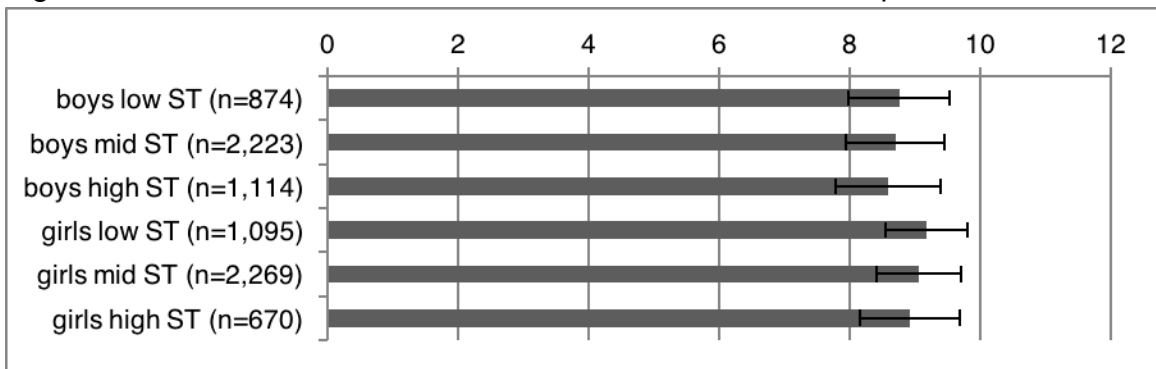 0 2 4 6 8 10 12
boys low ST (n=874)
boys mid ST (n=2,223)
boys high ST (n=1,114)
girls low ST (n=1,095)
girls mid ST (n=2,269)
girls high ST (n=670)